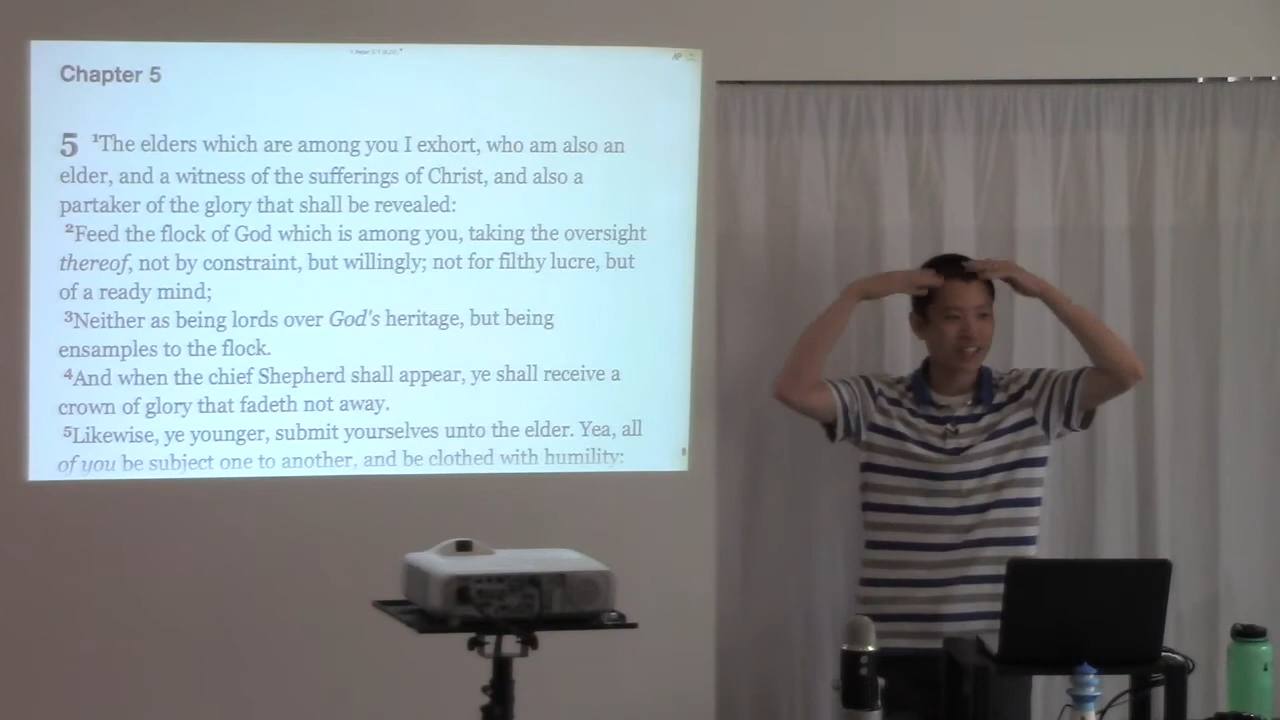 AP
Chapter 5
5 1The elders which are among you I exhort, who am also an
elder, and a witness of the sufferings of Christ, and also a
partaker of the glory that shall be revealed:
2Feed the flock of God which is among you, taking the oversight
thereof, not by constraint, but willingly; not for filthy lucre, but
of a ready mind;
3Neither as being lords over God's heritage, but being
ensamples to the flock.
4And when the chief Shepherd shall appear, ye shall receive a
crown of glory that fadeth not away.
5Likewise, ye younger, submit yourselves unto the elder. Yea, all
of you be subject one to another, and be clothed with humility: